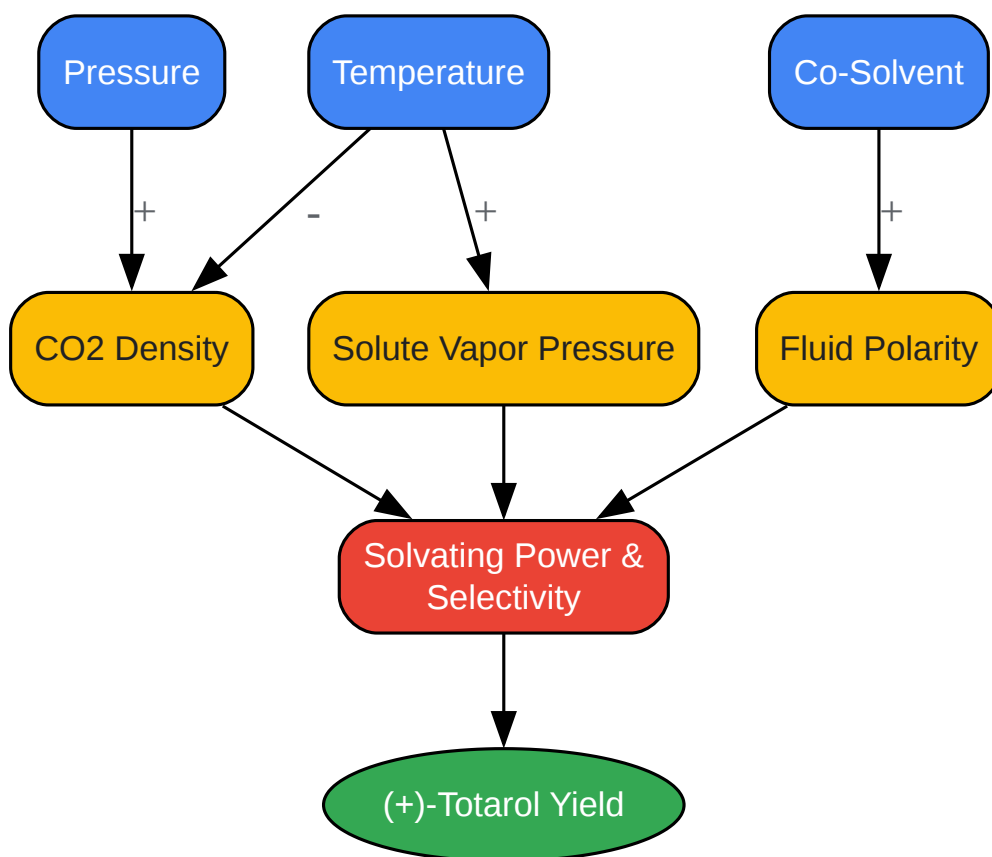 Pressure
Temperature
Co-Solvent
+
-
+
+
CO2 Density
Solute Vapor Pressure
Fluid Polarity
Solvating Power &
Selectivity
(+)-Totarol Yield